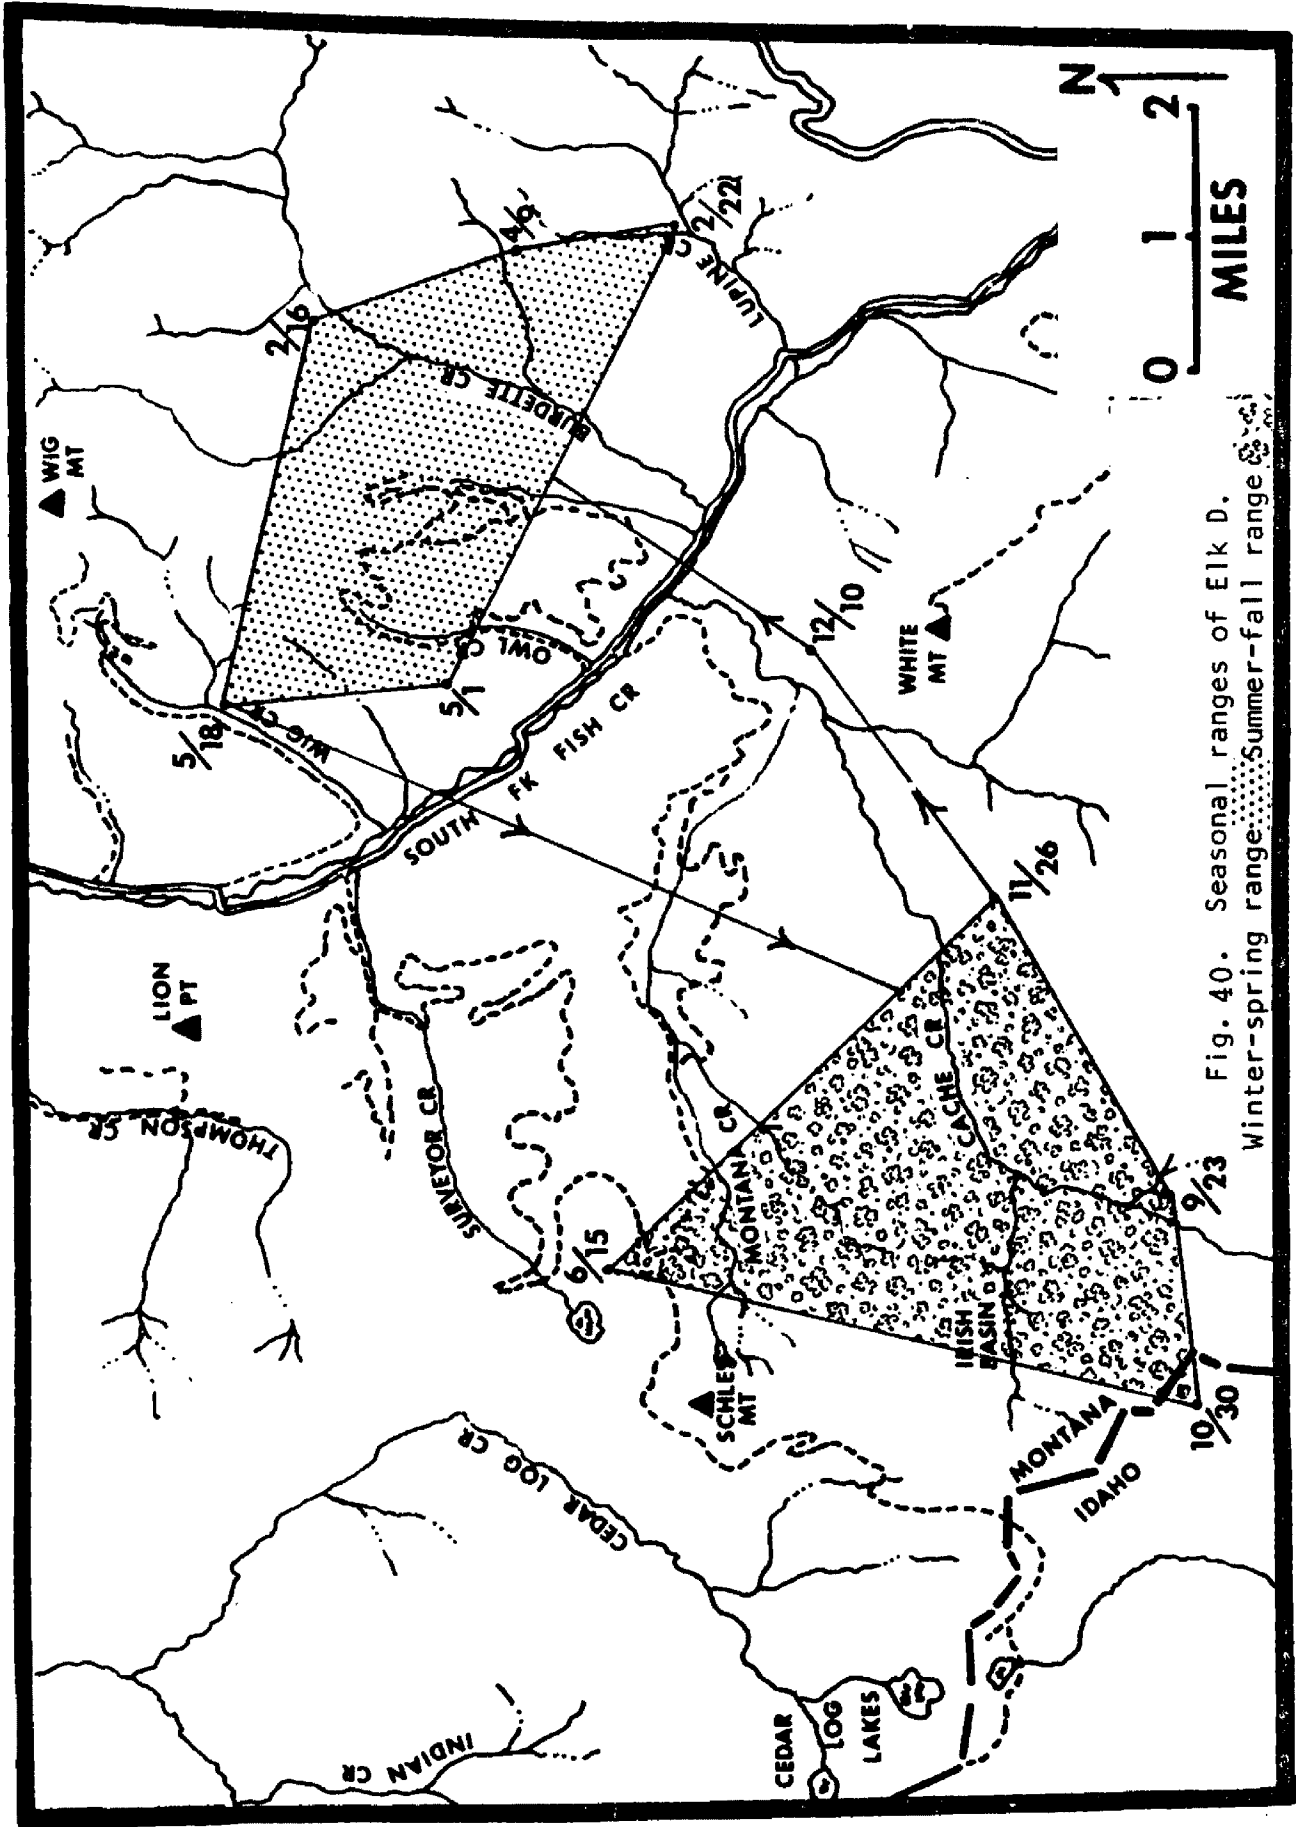 INDIAN CR
CEDAR LOG CR
THOMPSON CR
LION
PT
WIG
MT
5/18
WIG CR
2/16
BURDETTE CR
4/9
2/22
LUPINE CR
OWL CR
5/1
SOUTH FK FISH CR
SURVEYOR CR
6/15
MONTANA CR
CACHE CR
12/10
WHITE
MT
11/26
9/23
10/30
IRISH
BASIN
MT
MONTANA
IDAHO
CEDAR
LOG
LAKES
N
0 1 2
MILES
Fig. 40. Seasonal ranges of Elk D.
Winter-spring range Summer-fall range